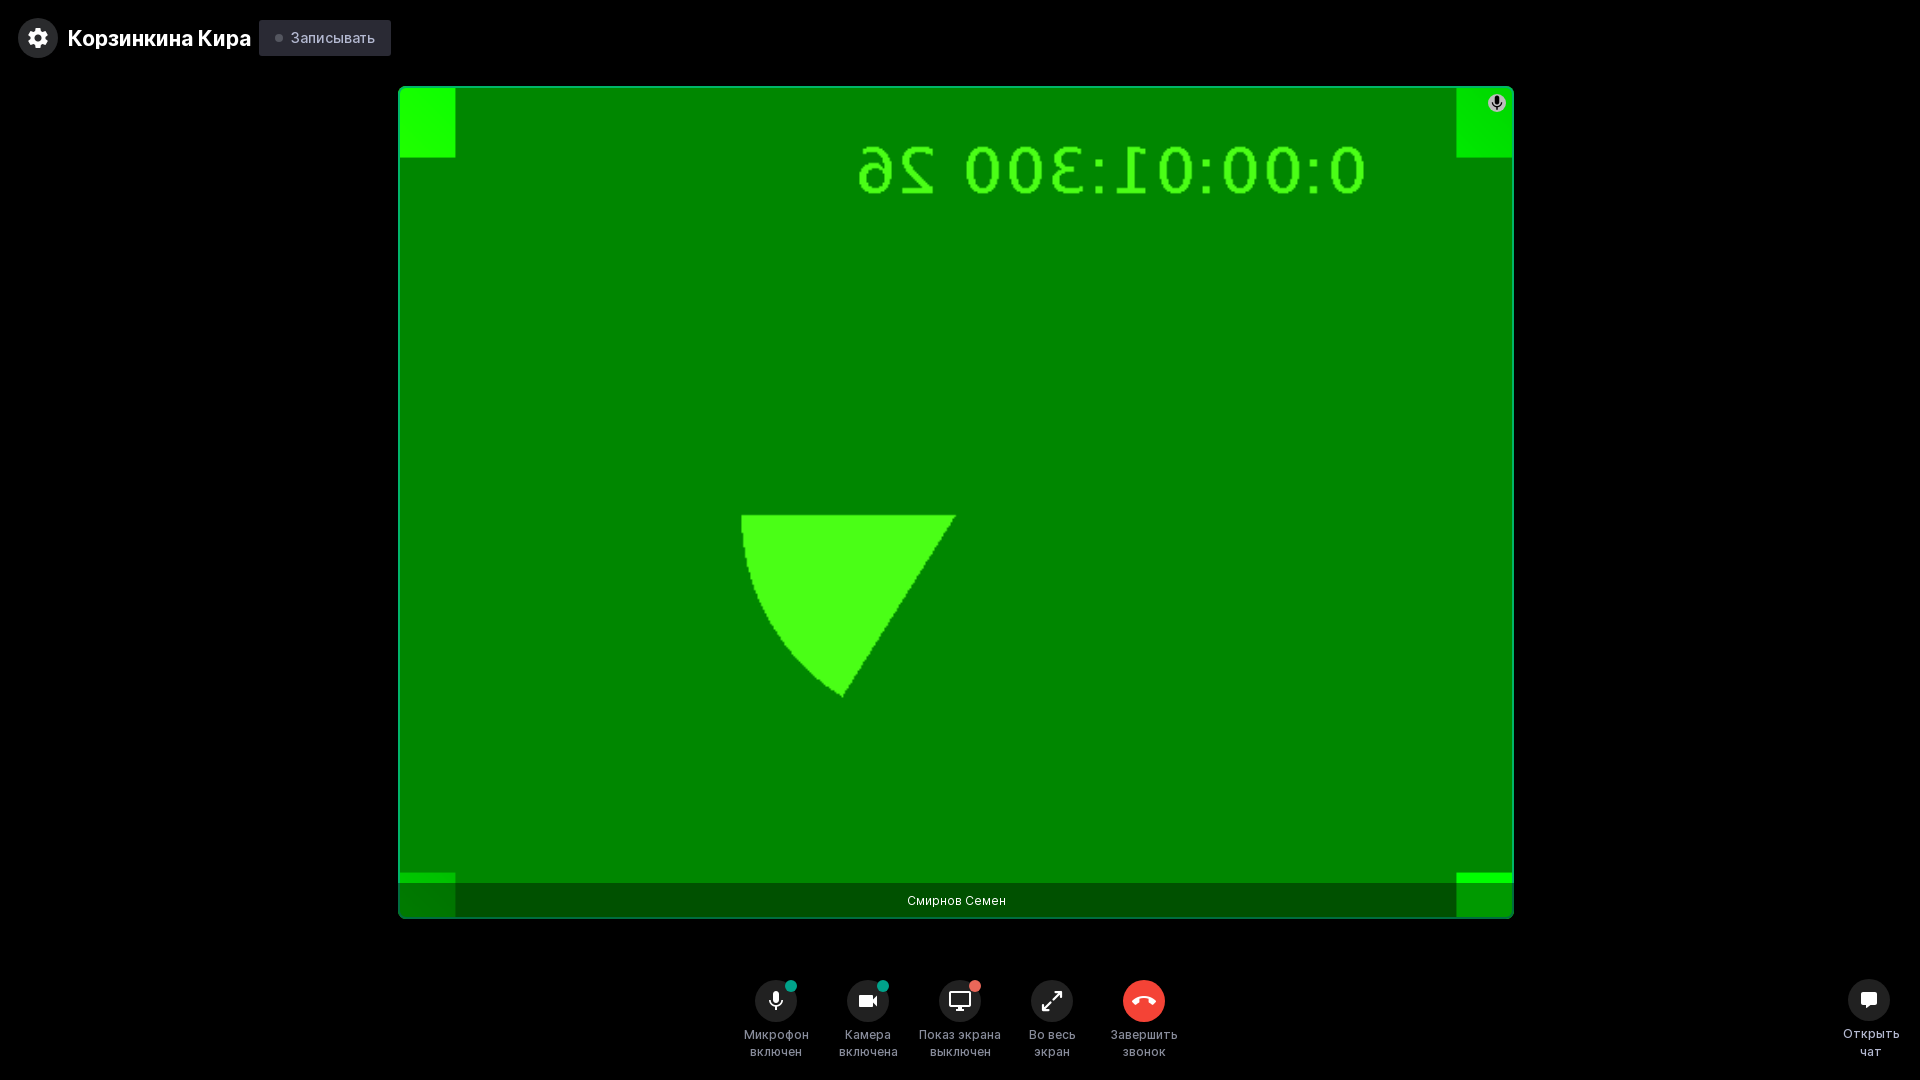 Корзинкина Кира
Записывать
0:00:01:300 26
Смирнов Семен
Микрофон
включен
Камера
включена
Показ экрана
выключен
Во весь
экран
Завершить
звонок
Открыть
чат